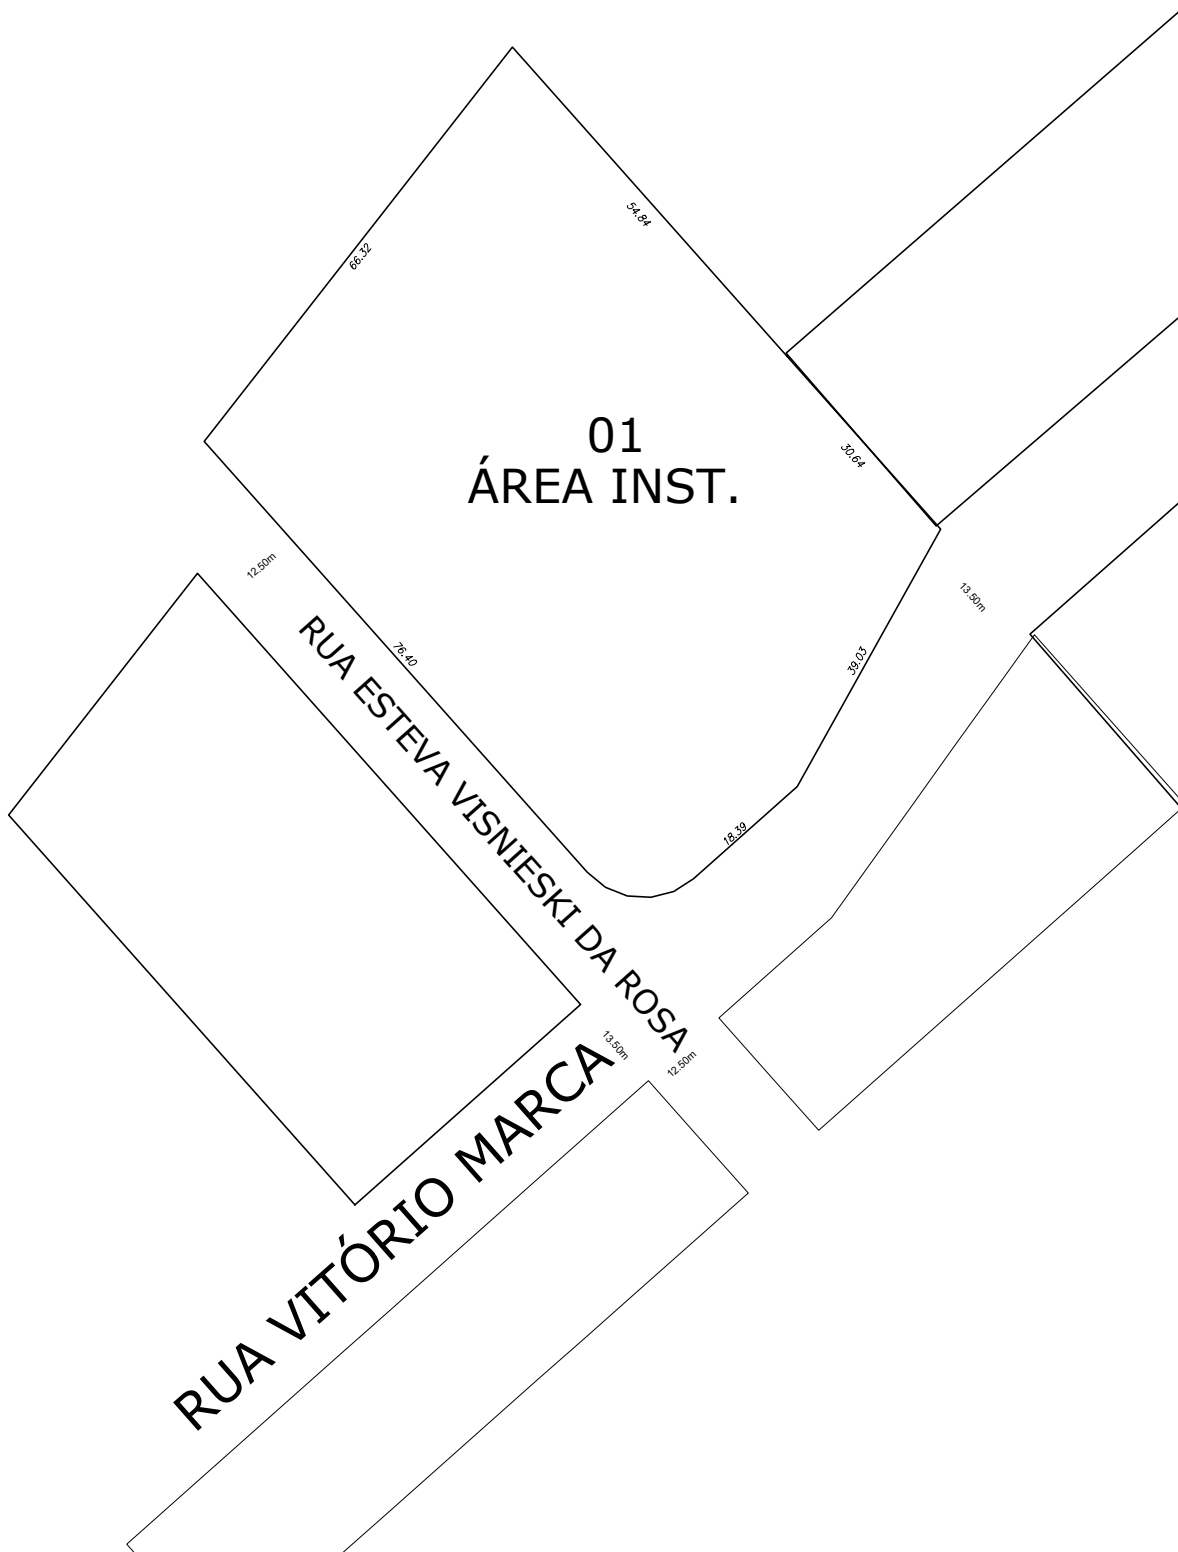 54.84
66.32
01
ÁREA INST.
30.64
12.50m
13.50m
76.40
39.03
RUA ESTEVA VISNIESKI DA ROSA
18.39
13.50m
12.50m
RUA VITÓRIO MARCA